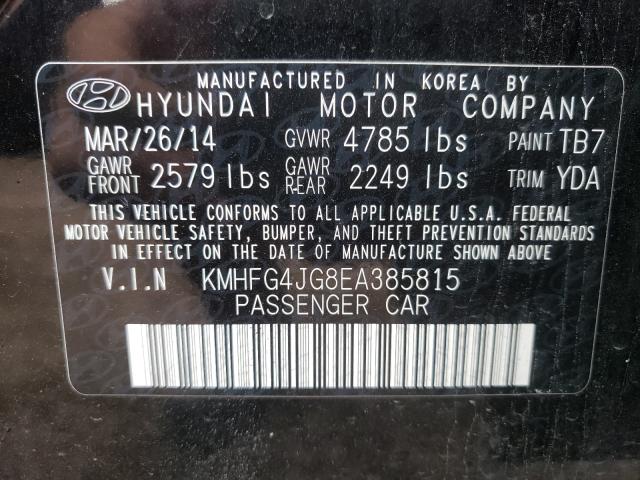 MANUFACTURED IN KOREA BY
HYUNDAI MOTOR COMPANY
MAR/26/14 GVWR 4785 lbs PAINT TB7
GAWR FRONT 2579 lbs GAWR REAR 2249 lbs TRIM YDA
THIS VEHICLE CONFORMS TO ALL APPLICABLE U.S.A. FEDERAL
MOTOR VEHICLE SAFETY, BUMPER, AND THEFT PREVENTION STANDARDS
IN EFFECT ON THE DATE OF MANUFACTURE SHOWN ABOVE
V.I.N KMHFG4JG8EA385815
PASSENGER CAR